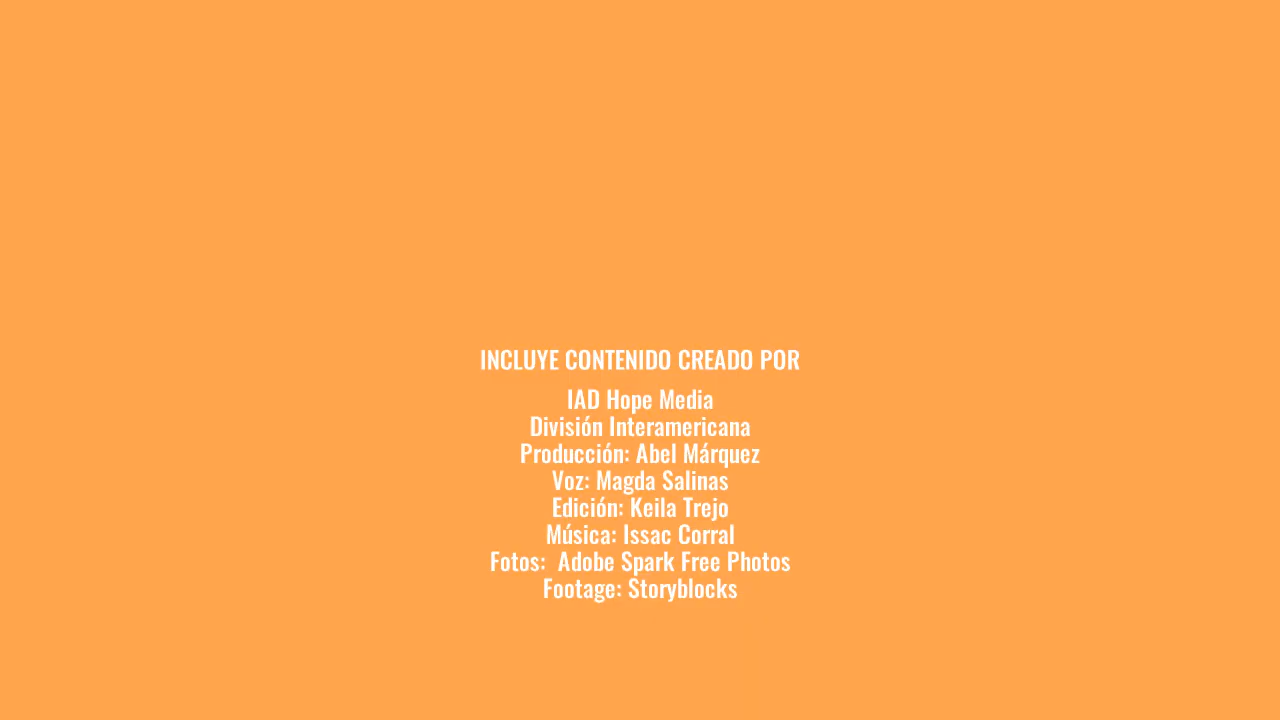 INCLUYE CONTENIDO CREADO POR
IAD Hope Media
División Interamericana
Producción: Abel Márquez
Voz: Magda Salinas
Edición: Keila Trejo
Música: Issac Corral
Fotos:  Adobe Spark Free Photos
Footage: Storyblocks